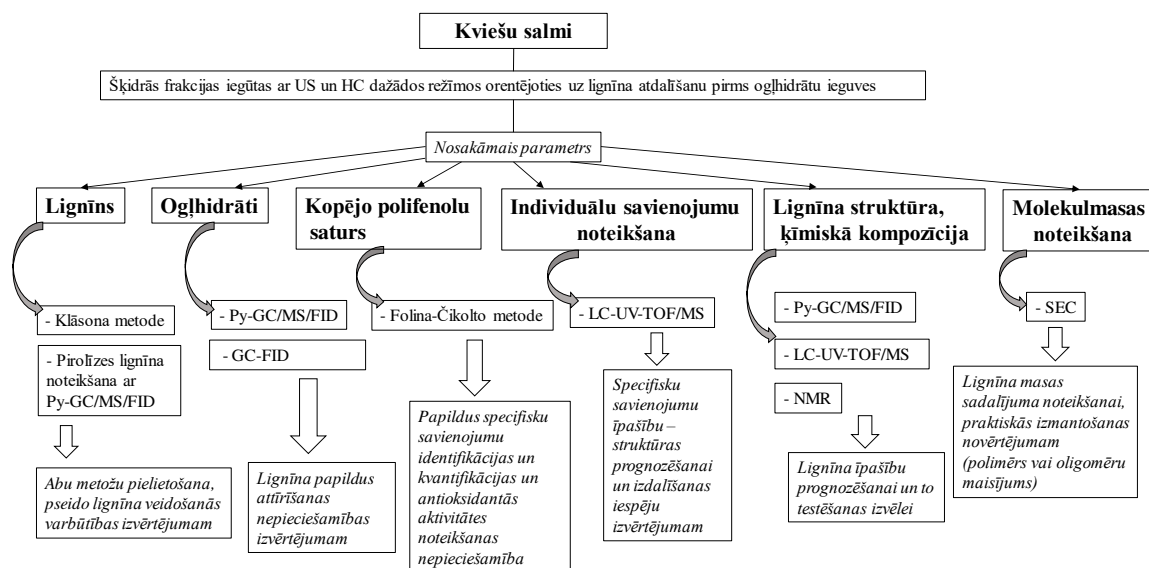 Kviešu salmi
Šķidrās frakcijas iegūtas ar US un HC dažādos režīmos orentējoties uz lignīna atdalīšanu pirms ogļhidrātu ieguves
Nosakāmais parametrs
Lignīns
Ogļhidrāti
Kopējo polifenolu
saturs
Individuālu savienojumu
noteikšana
Lignīna struktūra,
ķīmiskā kompozīcija
Molekulmasas
noteikšana
- Klāsona metode
- Pirolīzes lignīna
noteikšana ar
Py-GC/MS/FID
- Py-GC/MS/FID
- GC-FID
- Folina-Čikolto metode
- LC-UV-TOF/MS
- Py-GC/MS/FID
- LC-UV-TOF/MS
- NMR
- SEC
Abu metožu pielietošana,
pseido lignīna veidošanās
varbūtības izvērtējumam
Lignīna papildus
attīrīšanas
nepieciešamības
izvērtējumam
Papildus specifisku
savienojumu
identifikācijas un
kvantifikācijas un
antioksidantās
aktivitātes
noteikšanas
nepieciešamība
Specifisku
savienojumu
īpašību –
struktūras
prognozēšanai
un izdalīšanas
iespēju
izvērtējumam
Lignīna īpašību
prognozēšanai un to
testēšanas izvēlei
Lignīna masas
sadalījuma noteikšanai,
praktiskās izmantošanas
novērtējumam
(polimērs vai oligomēru
maisījums)